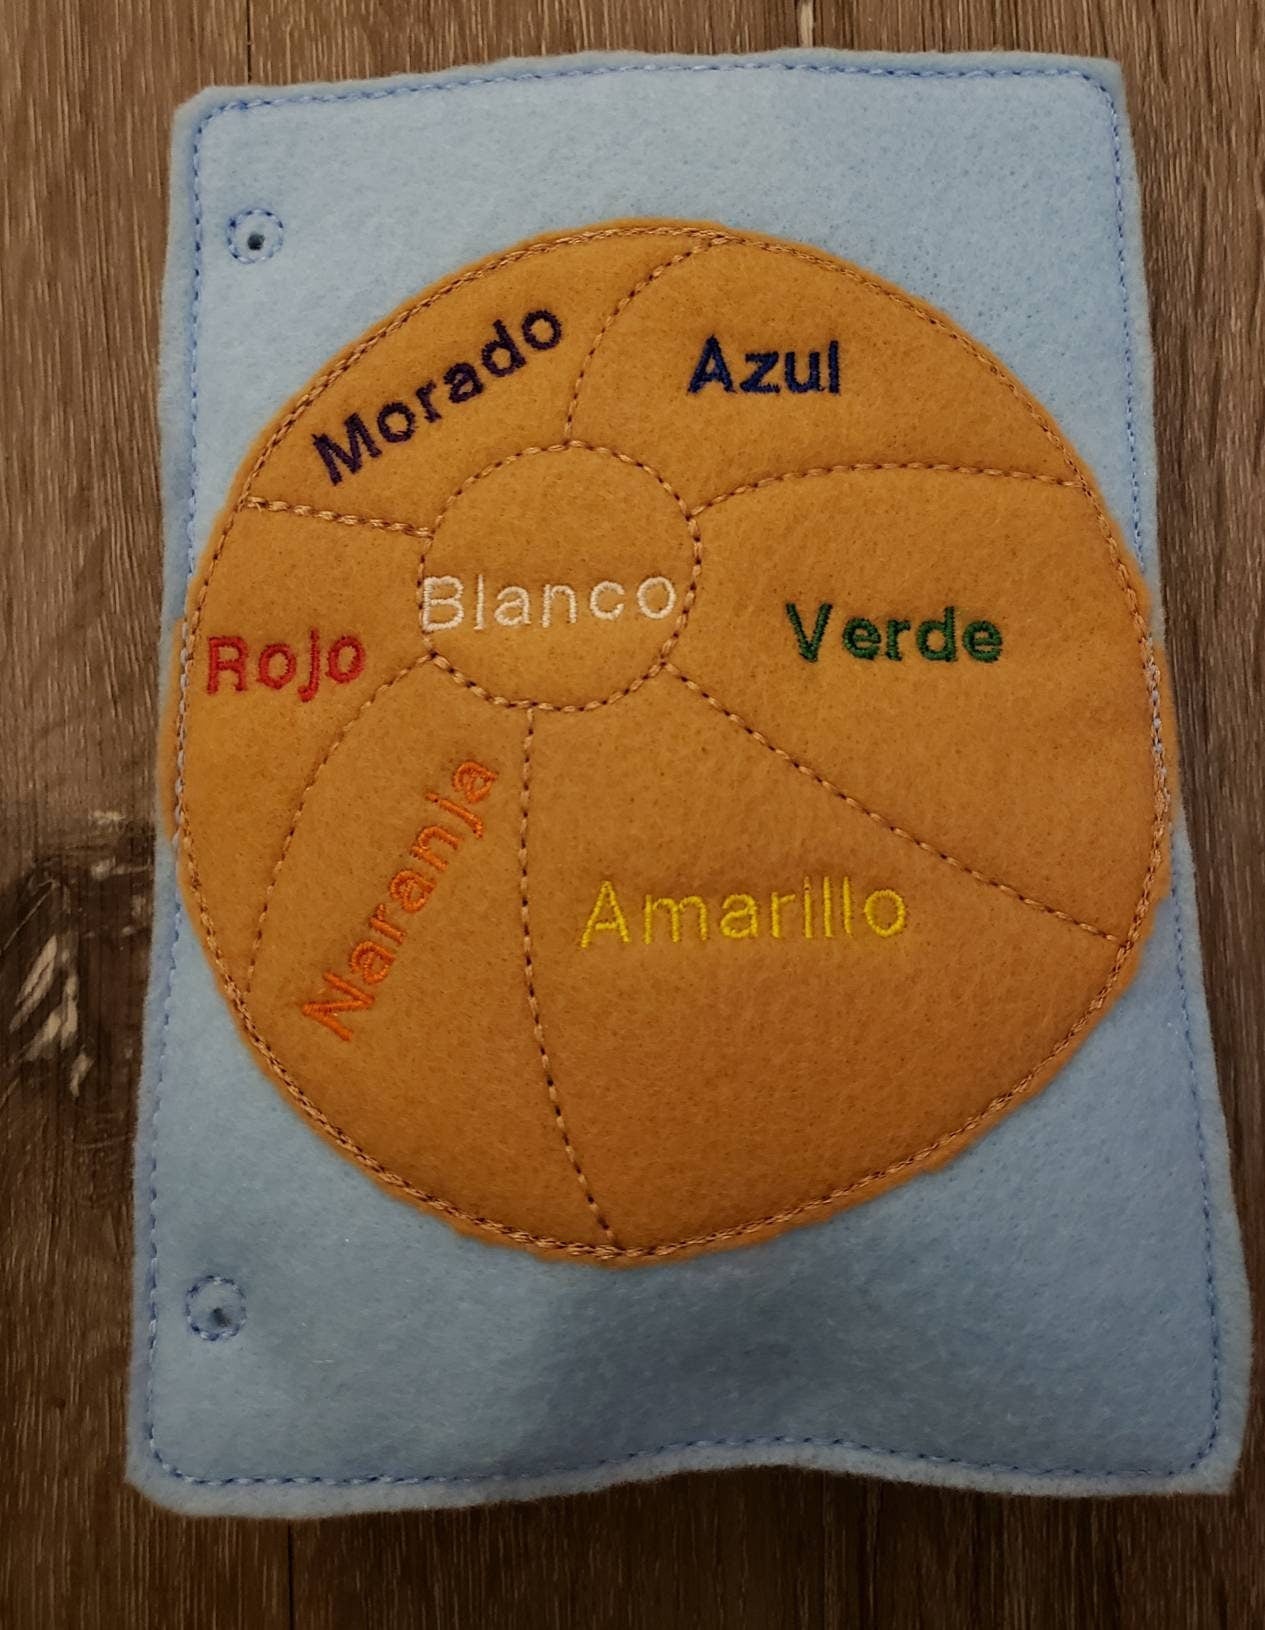 Morado
Azul
Blanco
Rojo
Verde
Naranja
Amarillo